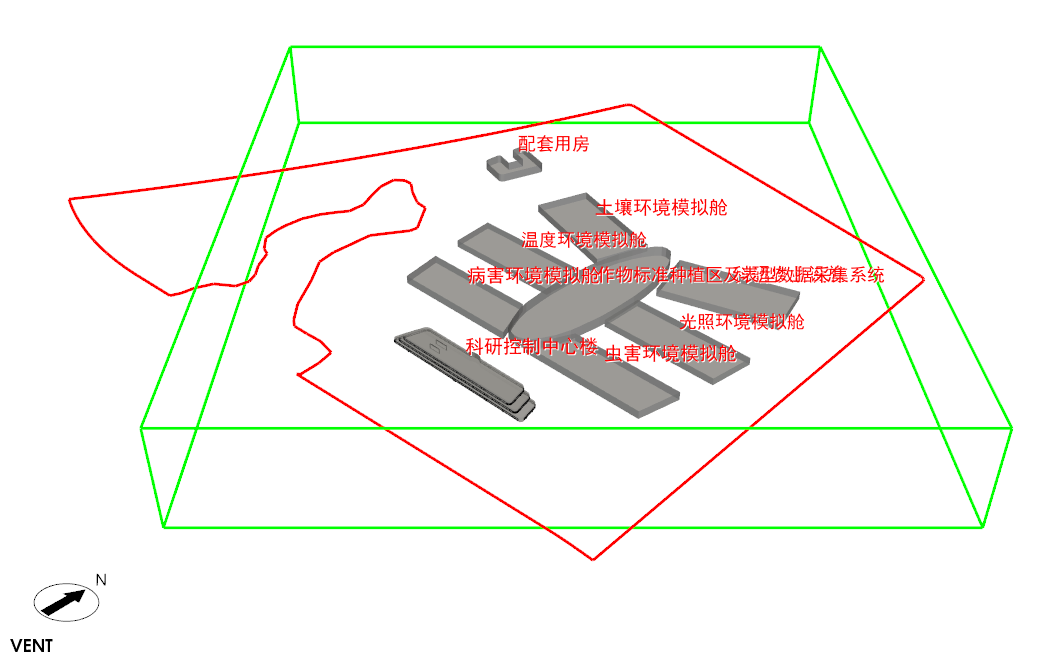 配套用房
土壤环境模拟舱
温度环境模拟舱
病害环境模拟舱
作物标准种植区及表型数据采集系统
光照环境模拟舱
科研控制中心楼
虫害环境模拟舱
N
VENT